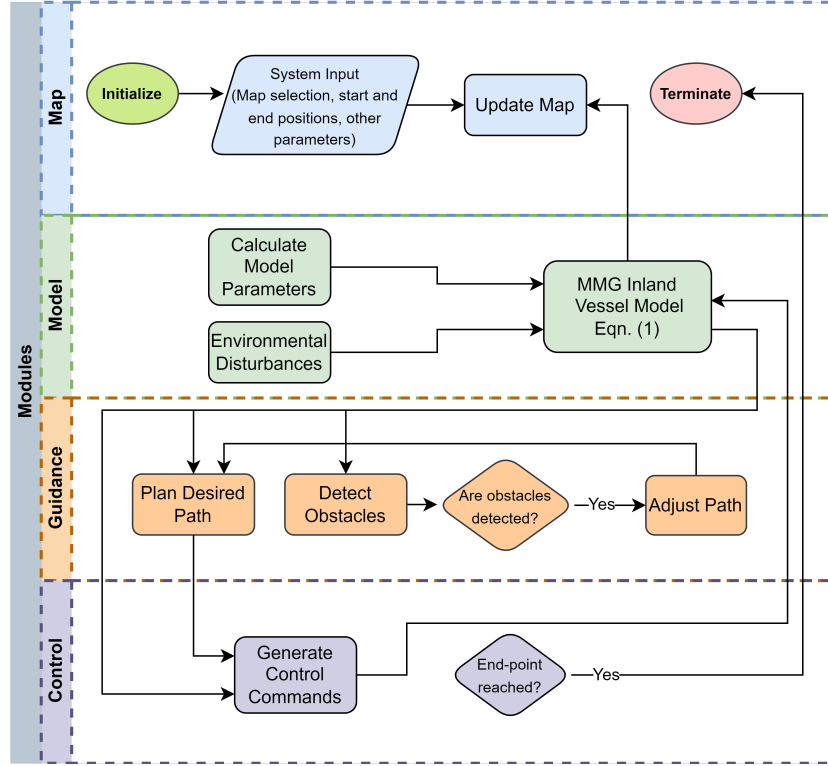 Modules
Map
Initialize
System Input
(Map selection, start and
end positions, other
parameters)
Update Map
Terminate
Model
Calculate
Model
Parameters
Environmental
Disturbances
MMG Inland
Vessel Model
Eqn. (1)
Guidance
Plan Desired
Path
Detect
Obstacles
Are obstacles
detected?
Yes
Adjust Path
Control
Generate
Control
Commands
End-point
reached?
Yes